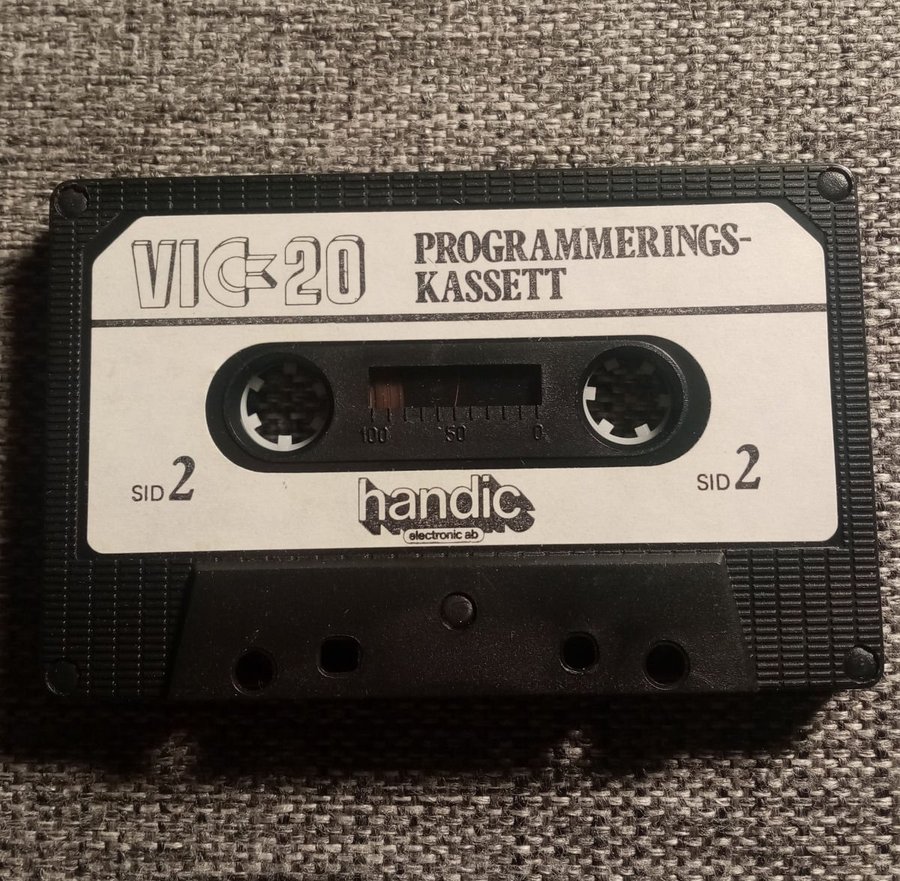 VIC-20
PROGRAMMERINGS-
KASSETT
100 50 0
SID 2
SID 2
handic
electronic ab